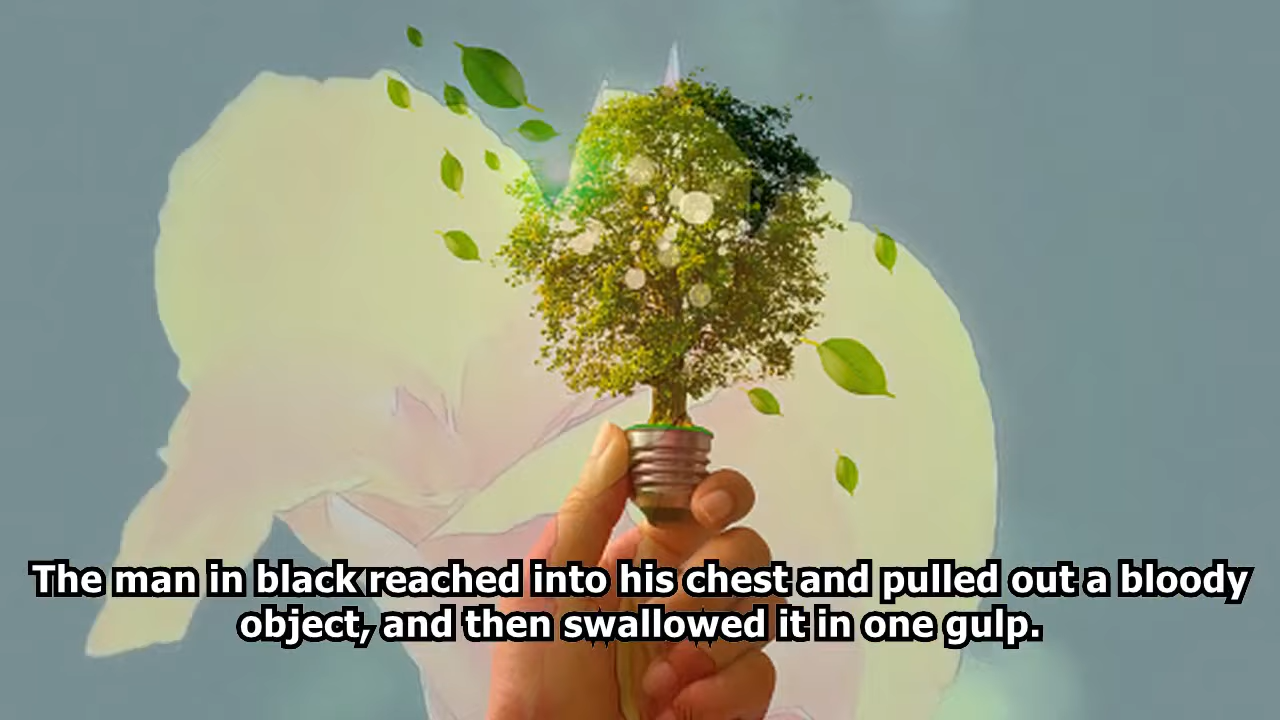 The man in black reached into his chest and pulled out a bloody
object, and then swallowed it in one gulp.